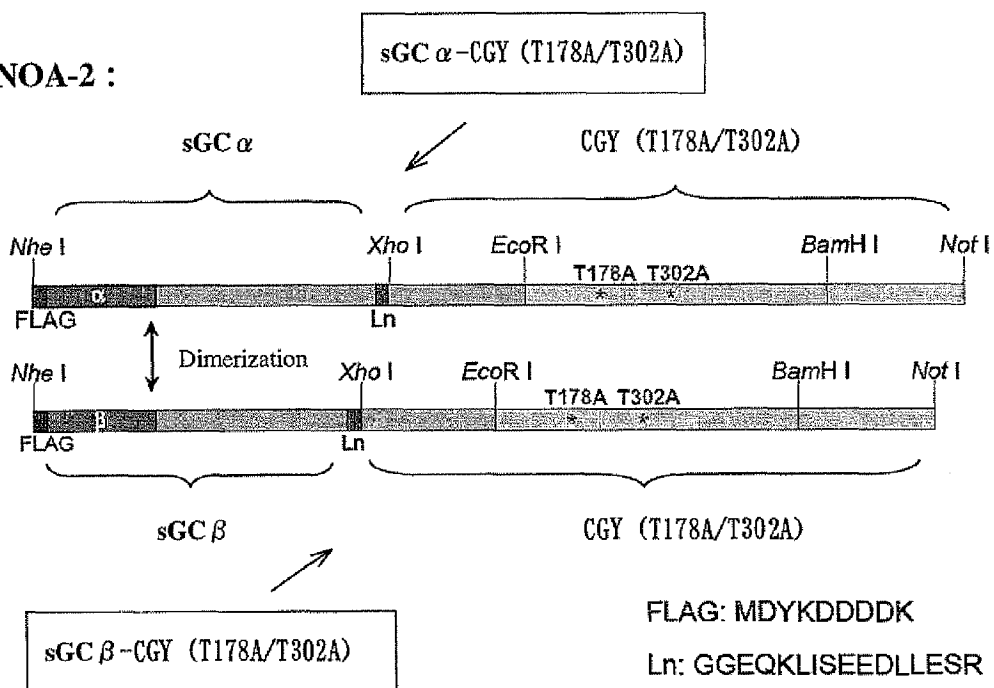 sGC α-CGY (T178A/T302A)
NOA-2 :
sGC α
CGY (T178A/T302A)
Nhe I
Xho I
EcoR I
BamH I
Not I
T178A T302A
* *
α
FLAG
Ln
Dimerization
Nhe I
Xho I
EcoR I
BamH I
Not I
T178A T302A
* *
β
FLAG
Ln
sGC β
CGY (T178A/T302A)
sGC β-CGY (T178A/T302A)
FLAG: MDYKDDDDK
Ln: GGEQKLISEEDLLESR